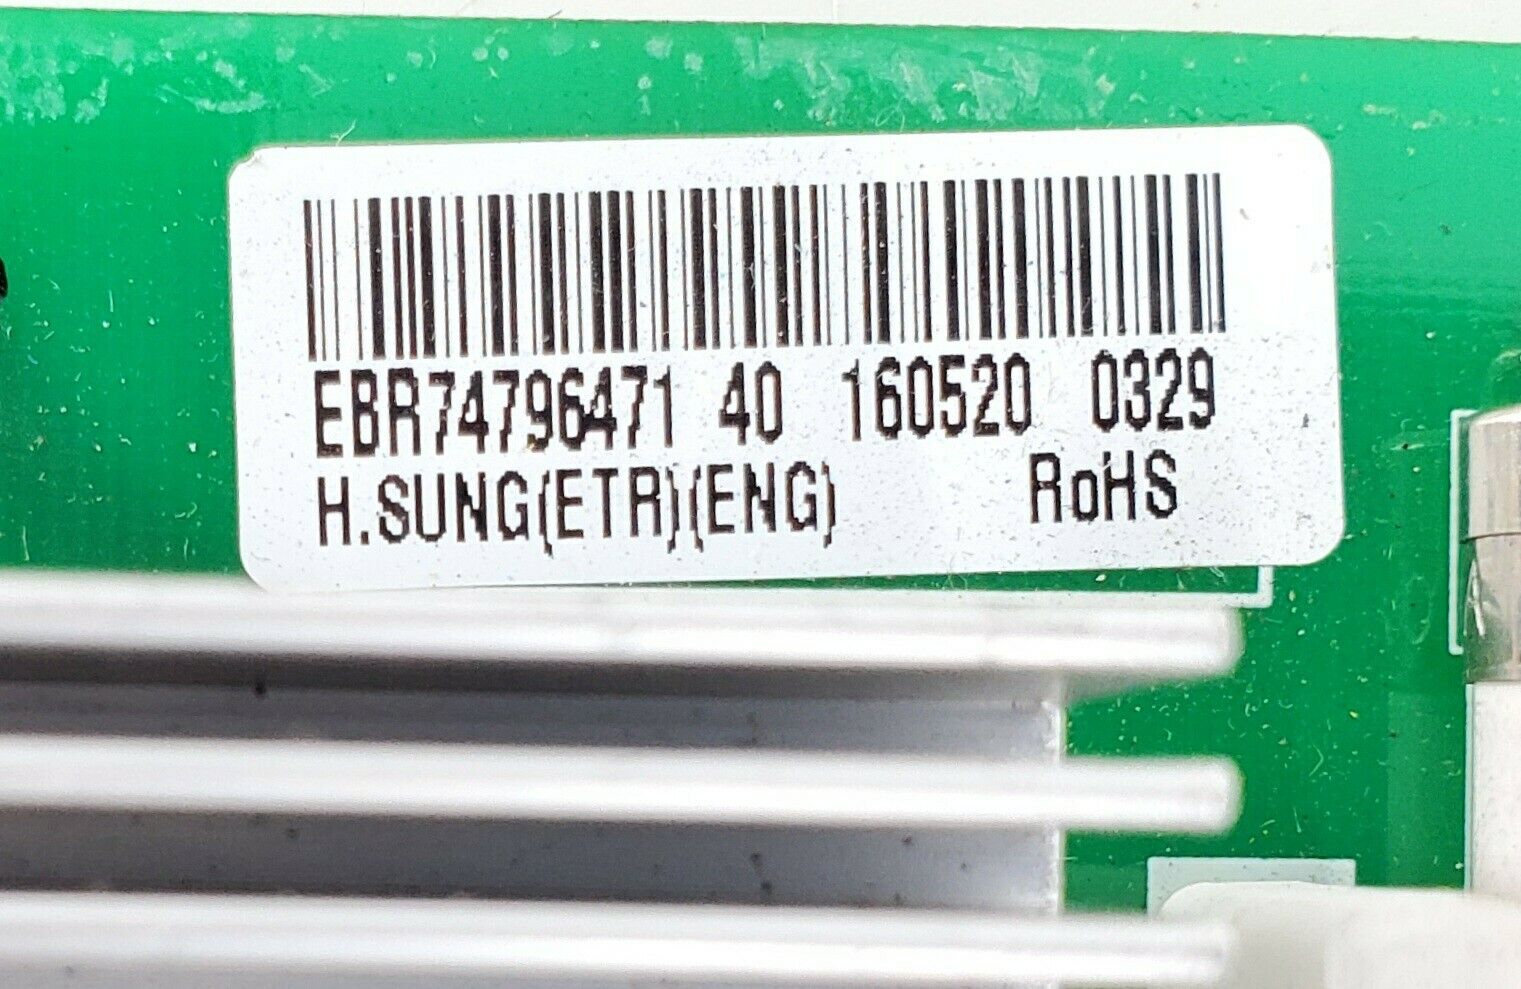 EBR74796471 40 160520 0329
H.SUNG(ETR)(ENG) RoHS